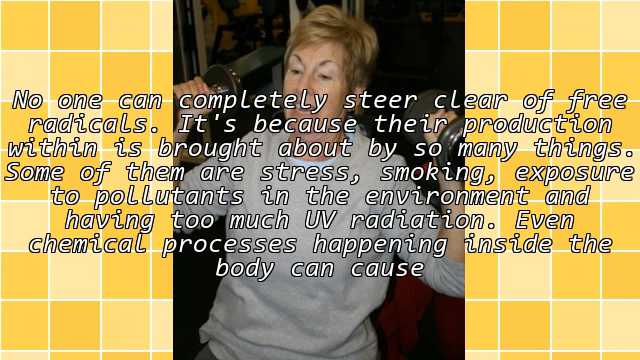 No one can completely steer clear of free
radicals. It's because their production
within is brought about by so many things.
Some of them are stress, smoking, exposure
to pollutants in the environment and
having too much UV radiation. Even
chemical processes happening inside the
body can cause